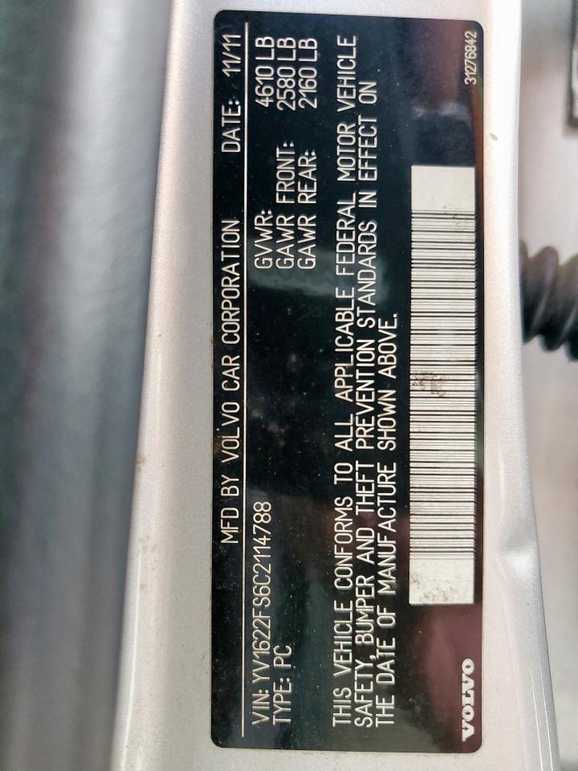 MFD BY VOLVO CAR CORPORATION DATE: 11/11
VIN: YV1622FS6C2114788 GVWR: 4610 LB
TYPE: PC GAWR FRONT: 2580 LB
GAWR REAR: 2160 LB
THIS VEHICLE CONFORMS TO ALL APPLICABLE FEDERAL MOTOR VEHICLE
SAFETY, BUMPER AND THEFT PREVENTION STANDARDS IN EFFECT ON
THE DATE OF MANUFACTURE SHOWN ABOVE.
VOLVO 31276842